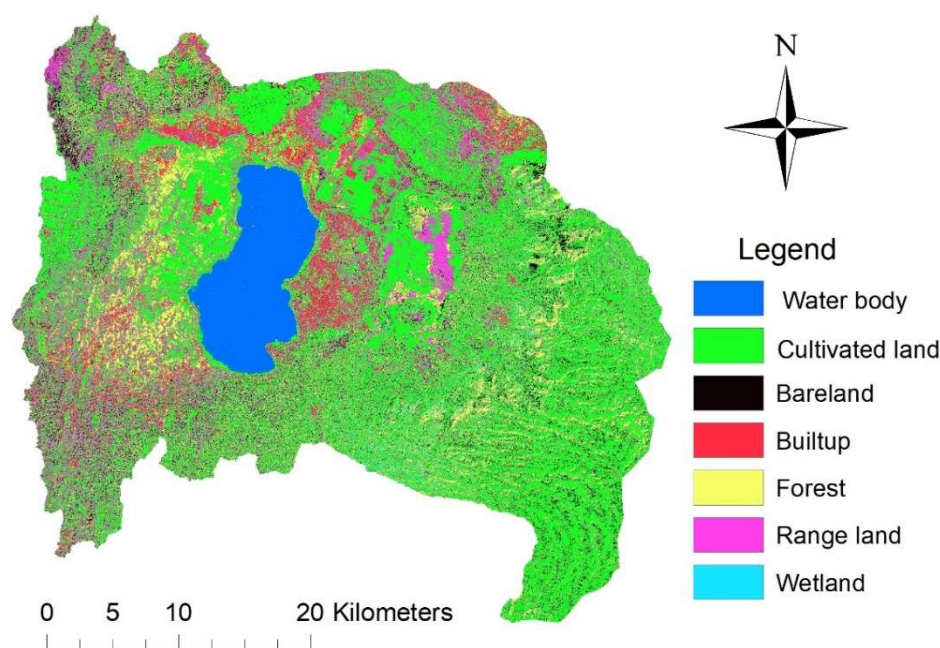 N
Legend
Water body
Cultivated land
Bareland
Builtup
Forest
Range land
Wetland
0 5 10 20 Kilometers